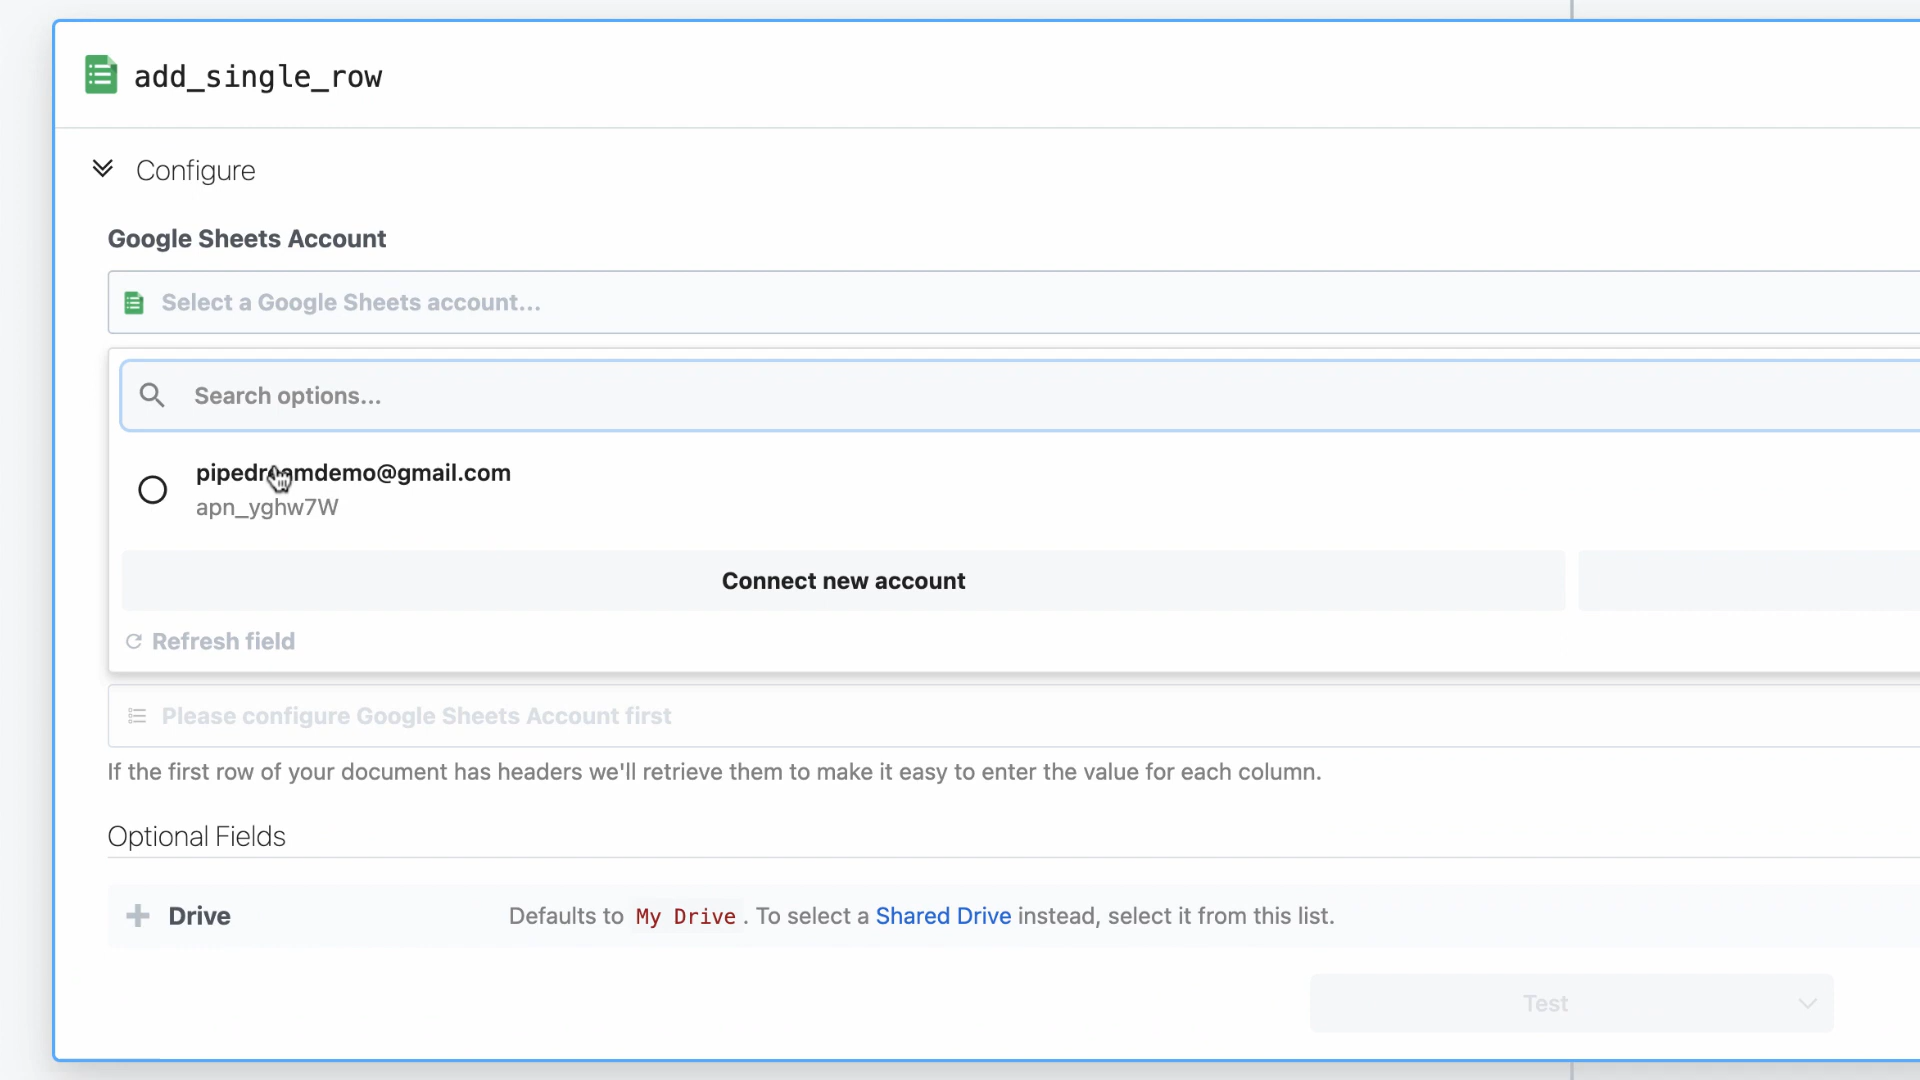 add_single_row
Configure
Google Sheets Account
Select a Google Sheets account...
Search options...
pipedreamdemo@gmail.com
apn_yghw7W
Connect new account
Refresh field
Please configure Google Sheets Account first
If the first row of your document has headers we'll retrieve them to make it easy to enter the value for each column.
Optional Fields
Drive Defaults to My Drive. To select a Shared Drive instead, select it from this list.
Test